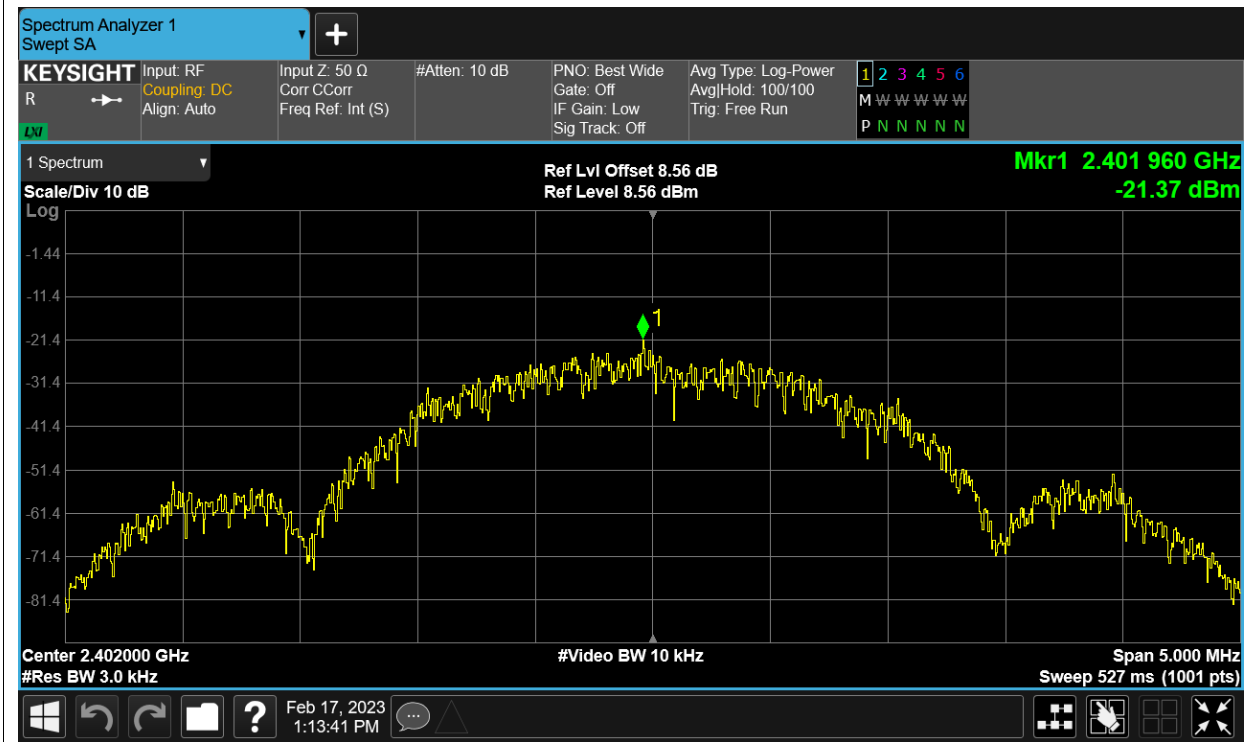 Spectrum Analyzer 1
Swept SA
+
KEYSIGHT
R
LXI
Input: RF
Coupling: DC
Align: Auto
Input Z: 50 Ω
Corr CCorr
Freq Ref: Int (S)
#Atten: 10 dB
PNO: Best Wide
Gate: Off
IF Gain: Low
Sig Track: Off
Avg Type: Log-Power
Avg|Hold: 100/100
Trig: Free Run
1 2 3 4 5 6
M W W W W W
P N N N N N
1 Spectrum
Scale/Div 10 dB
Log
Ref Lvl Offset 8.56 dB
Ref Level 8.56 dBm
Mkr1 2.401 960 GHz
-21.37 dBm
-1.44
-11.4
1
-21.4
-31.4
-41.4
-51.4
-61.4
-71.4
-81.4
Center 2.402000 GHz
#Res BW 3.0 kHz
#Video BW 10 kHz
Span 5.000 MHz
Sweep 527 ms (1001 pts)
?
Feb 17, 2023
1:13:41 PM